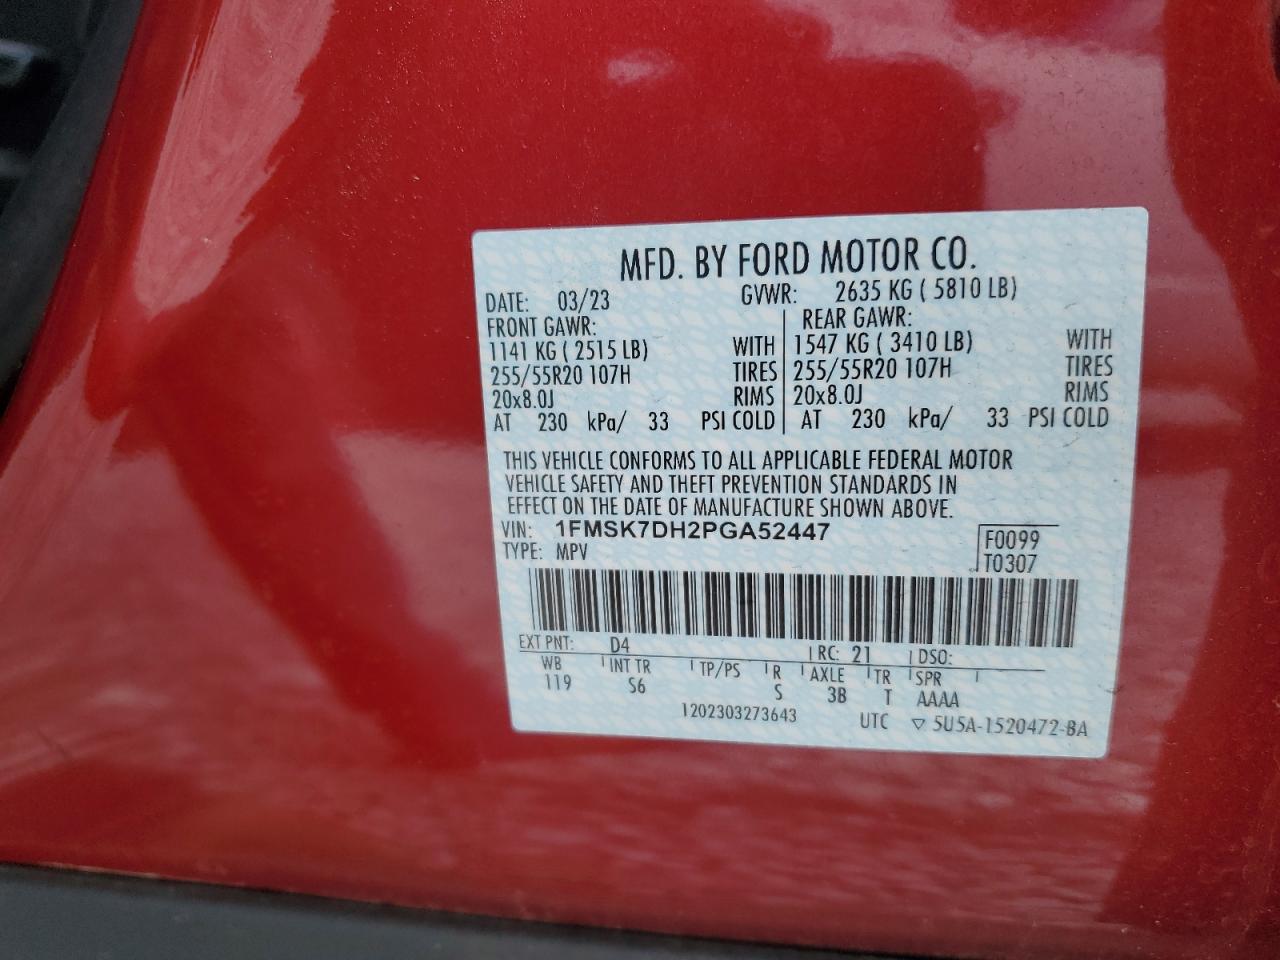 MFD. BY FORD MOTOR CO.
DATE: 03/23 GVWR: 2635 KG ( 5810 LB)
FRONT GAWR: REAR GAWR:
1141 KG ( 2515 LB) WITH 1547 KG ( 3410 LB) WITH
255/55R20 107H TIRES 255/55R20 107H TIRES
20x8.0J RIMS 20x8.0J RIMS
AT 230 kPa/ 33 PSI COLD AT 230 kPa/ 33 PSI COLD
THIS VEHICLE CONFORMS TO ALL APPLICABLE FEDERAL MOTOR
VEHICLE SAFETY AND THEFT PREVENTION STANDARDS IN
EFFECT ON THE DATE OF MANUFACTURE SHOWN ABOVE.
VIN: 1FMSK7DH2PGA52447 F0099
TYPE: MPV T0307
EXT PNT: D4 RC: 21 DSO:
WB INT TR TP/PS R AXLE TR SPR
119 S6 S 3B T AAAA
1202303273643 UTC ▽ 5U5A-1520472-BA